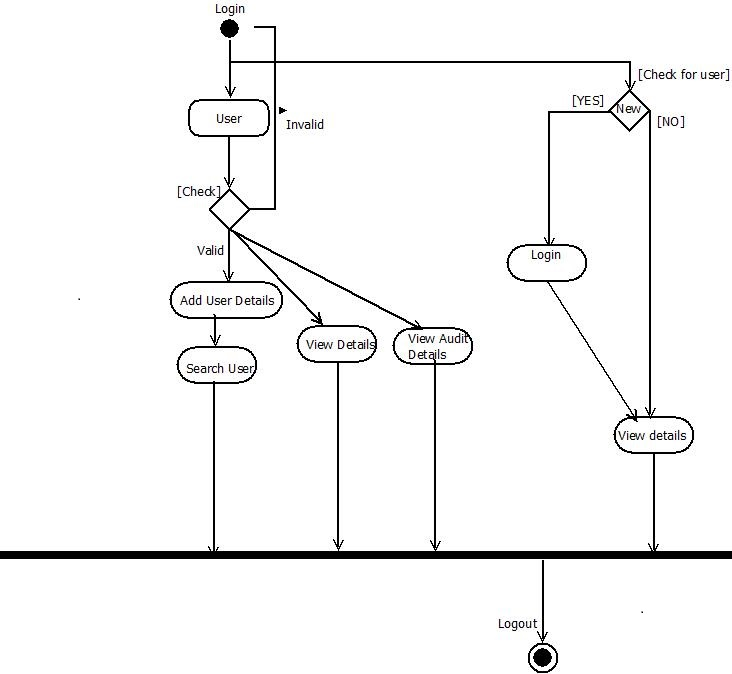 Login
[Check for user]
[YES]
New
[NO]
User
Invalid
[Check]
Valid
Login
Add User Details
View Details
View Audit
Details
Search User
View details
Logout